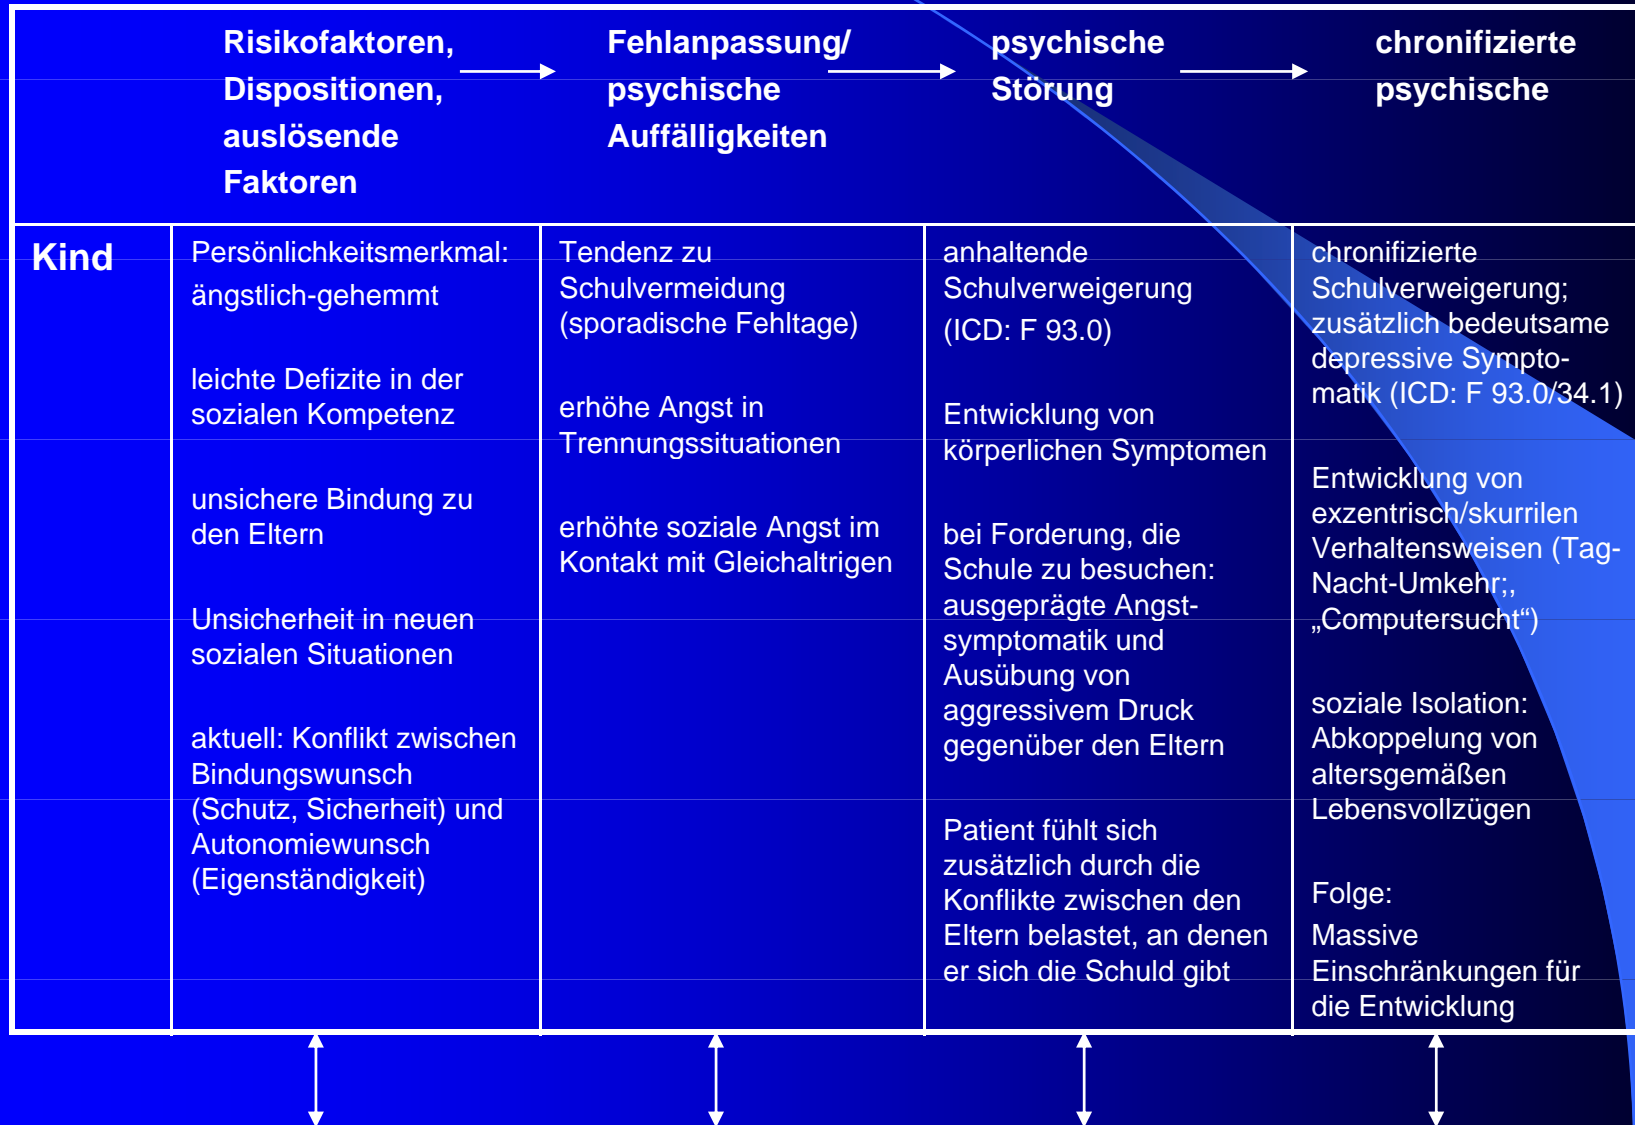 Risikofaktoren,
Dispositionen,
auslösende
Faktoren
Fehlanpassung/
psychische
Auffälligkeiten
psychische
Störung
chronifizierte
psychische
Kind
Persönlichkeitsmerkmal:
ängstlich-gehemmt
leichte Defizite in der
sozialen Kompetenz
unsichere Bindung zu
den Eltern
Unsicherheit in neuen
sozialen Situationen
aktuell: Konflikt zwischen
Bindungswunsch
(Schutz, Sicherheit) und
Autonomiewunsch
(Eigenständigkeit)
Tendenz zu
Schulvermeidung
(sporadische Fehltage)
erhöhe Angst in
Trennungssituationen
erhöhte soziale Angst im
Kontakt mit Gleichaltrigen
anhaltende
Schulverweigerung
(ICD: F 93.0)
Entwicklung von
körperlichen Symptomen
bei Forderung, die
Schule zu besuchen:
ausgeprägte Angst-
symptomatik und
Ausübung von
aggressivem Druck
gegenüber den Eltern
Patient fühlt sich
zusätzlich durch die
Konflikte zwischen den
Eltern belastet, an denen
er sich die Schuld gibt
chronifizierte
Schulverweigerung;
zusätzlich bedeutsame
depressive Sympto-
matik (ICD: F 93.0/34.1)
Entwicklung von
exzentrisch/skurrilen
Verhaltensweisen (Tag-
Nacht-Umkehr;,
„Computersucht“)
soziale Isolation:
Abkoppelung von
altersgemäßen
Lebensvollzügen
Folge:
Massive
Einschränkungen für
die Entwicklung